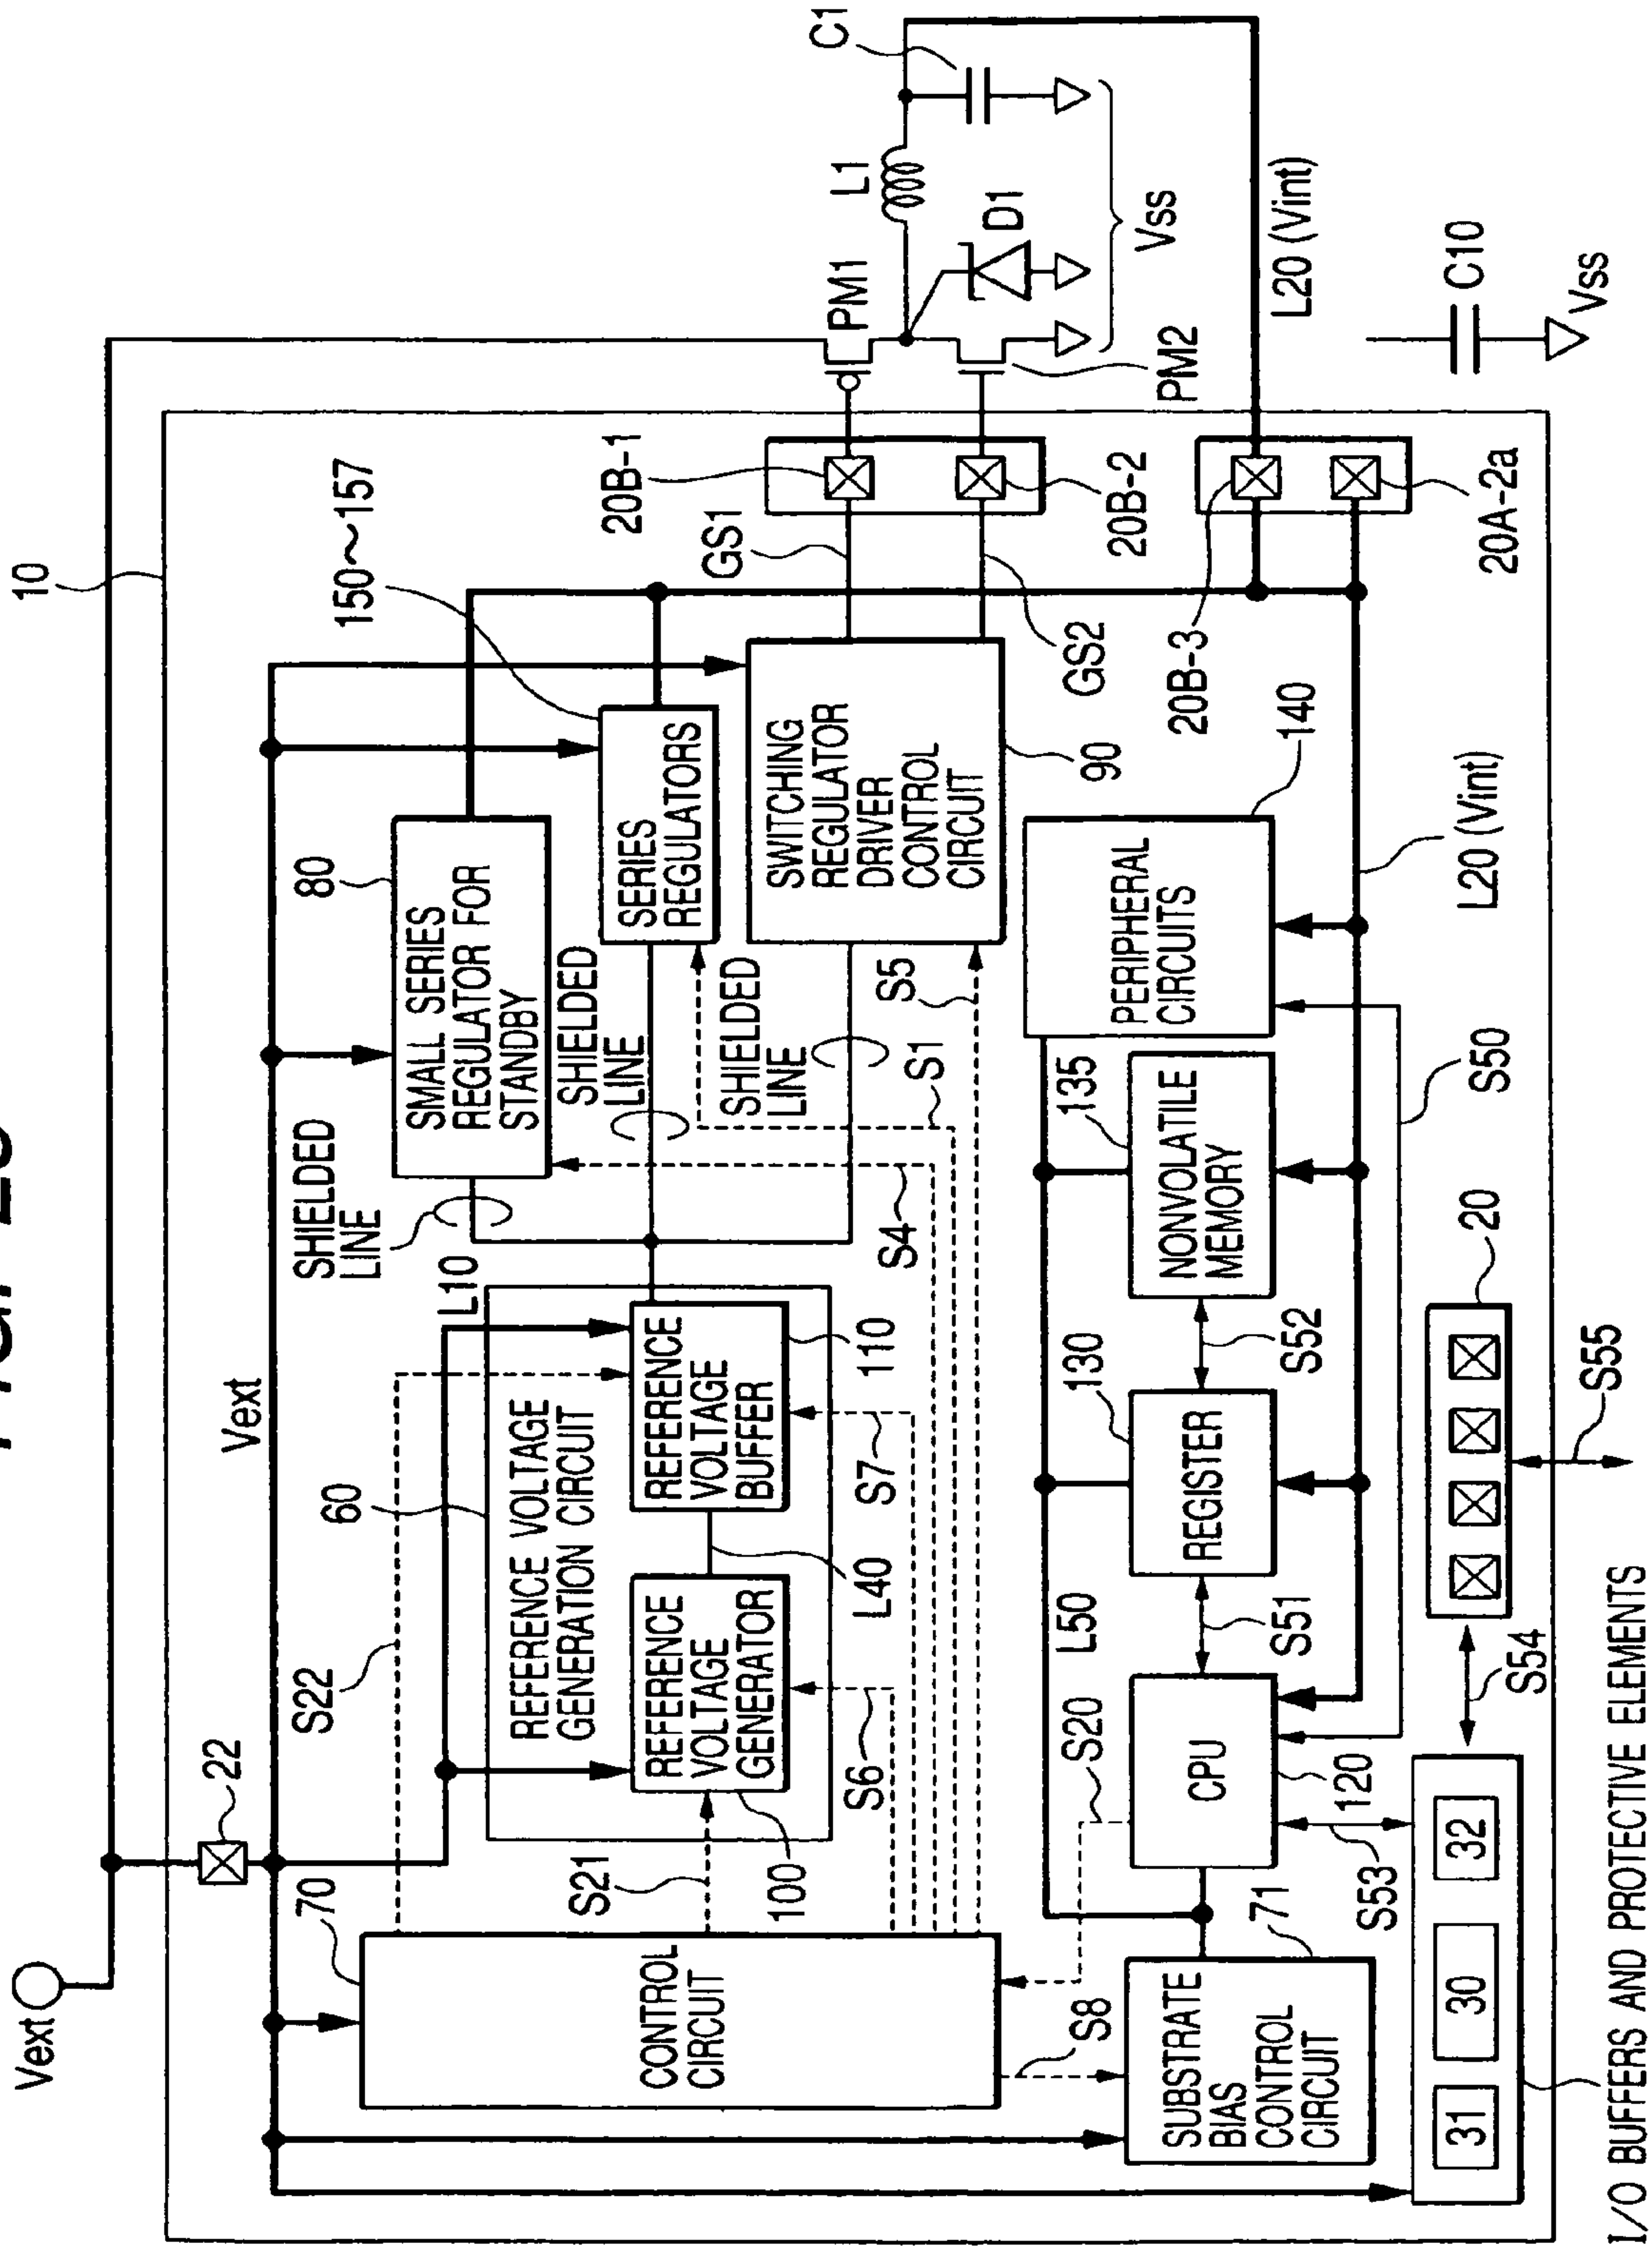 Vext
10
22
Vext
70
CONTROL
CIRCUIT
S22
S21
60
REFERENCE VOLTAGE
GENERATION CIRCUIT
REFERENCE
VOLTAGE
GENERATOR
100
L40
REFERENCE
VOLTAGE
BUFFER
110
L10
S6
S7
S4
S1
S5
SHIELDED
LINE
SHIELDED
LINE
SHIELDED
LINE
80
SMALL SERIES
REGULATOR FOR
STANDBY
150~157
SERIES
REGULATORS
SWITCHING
REGULATOR
DRIVER
CONTROL
CIRCUIT
90
GS1
GS2
20B-1
20B-2
20B-3
20A-2a
PM1
PM2
L1
D1
C1
Vss
L20 (Vint)
C10
Vss
S8
S20
71
SUBSTRATE
BIAS
CONTROL
CIRCUIT
L50
CPU
120
S51
130
REGISTER
S52
135
NONVOLATILE
MEMORY
140
PERIPHERAL
CIRCUITS
L20 (Vint)
S50
S53
31
30
32
I/O BUFFERS AND PROTECTIVE ELEMENTS
S54
20
S55